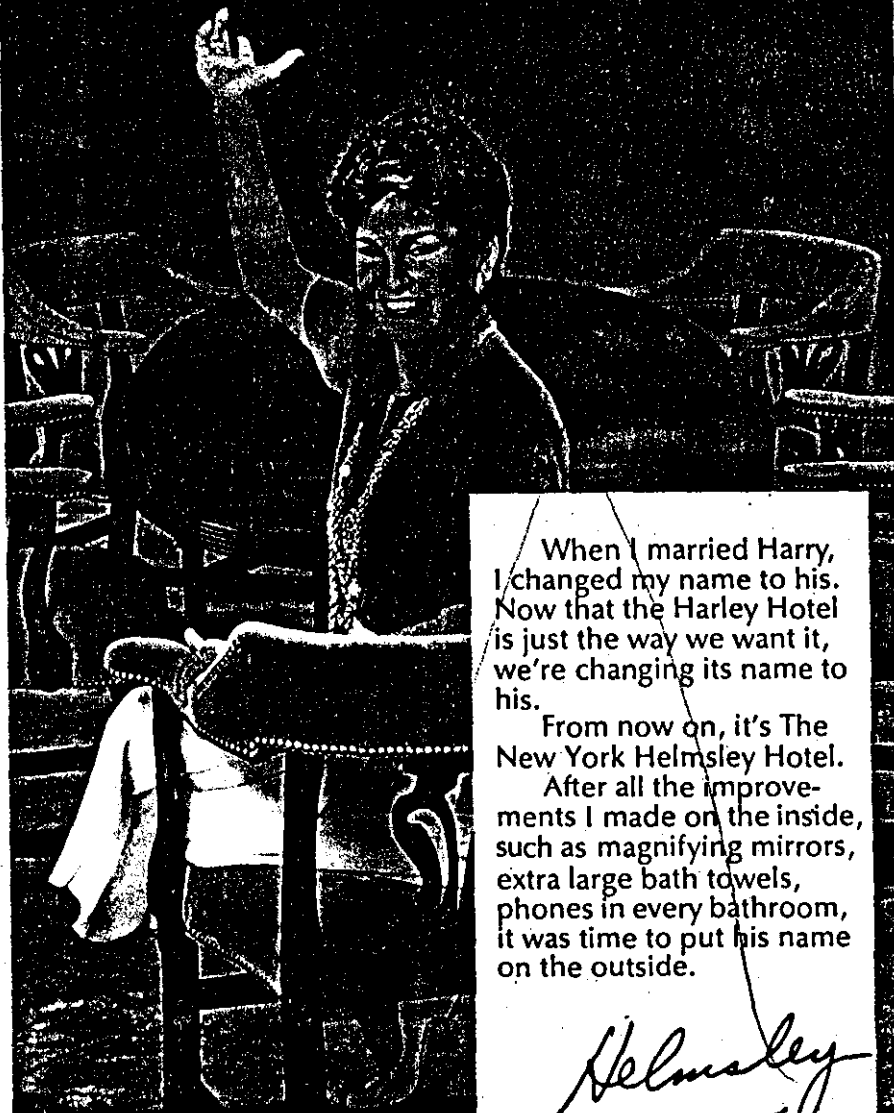 When I married Harry,
I changed my name to his.
Now that the Harley Hotel
is just the way we want it,
we're changing its name to
his.
From now on, it's The
New York Helmsley Hotel.
After all the improve-
ments I made on the inside,
such as magnifying mirrors,
extra large bath towels,
phones in every bathroom,
it was time to put his name
on the outside.
Helmsley